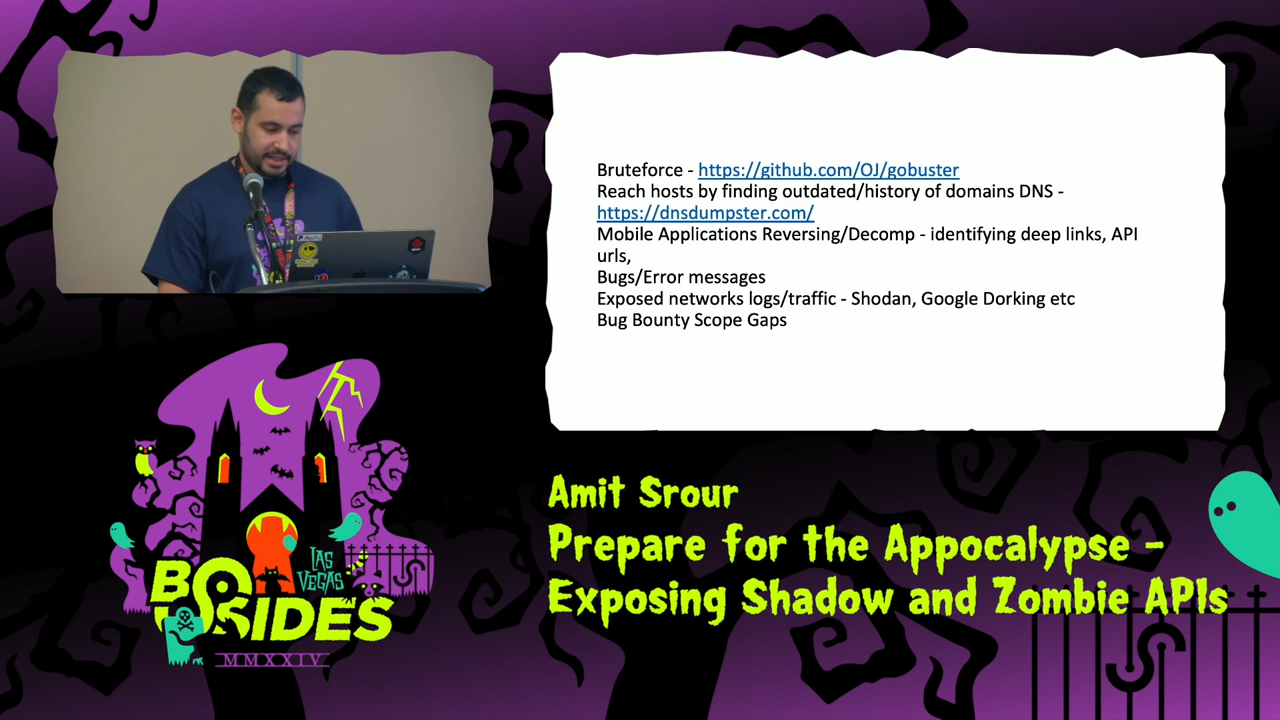 Bruteforce - https://github.com/OJ/gobuster
Reach hosts by finding outdated/history of domains DNS -
https://dnsdumpster.com/
Mobile Applications Reversing/Decomp - identifying deep links, API
urls,
Bugs/Error messages
Exposed networks logs/traffic - Shodan, Google Dorking etc
Bug Bounty Scope Gaps
Amit Srour
Prepare for the Appocalypse -
Exposing Shadow and Zombie APIs
LAS
VEGAS
BSIDES
MMXXIV